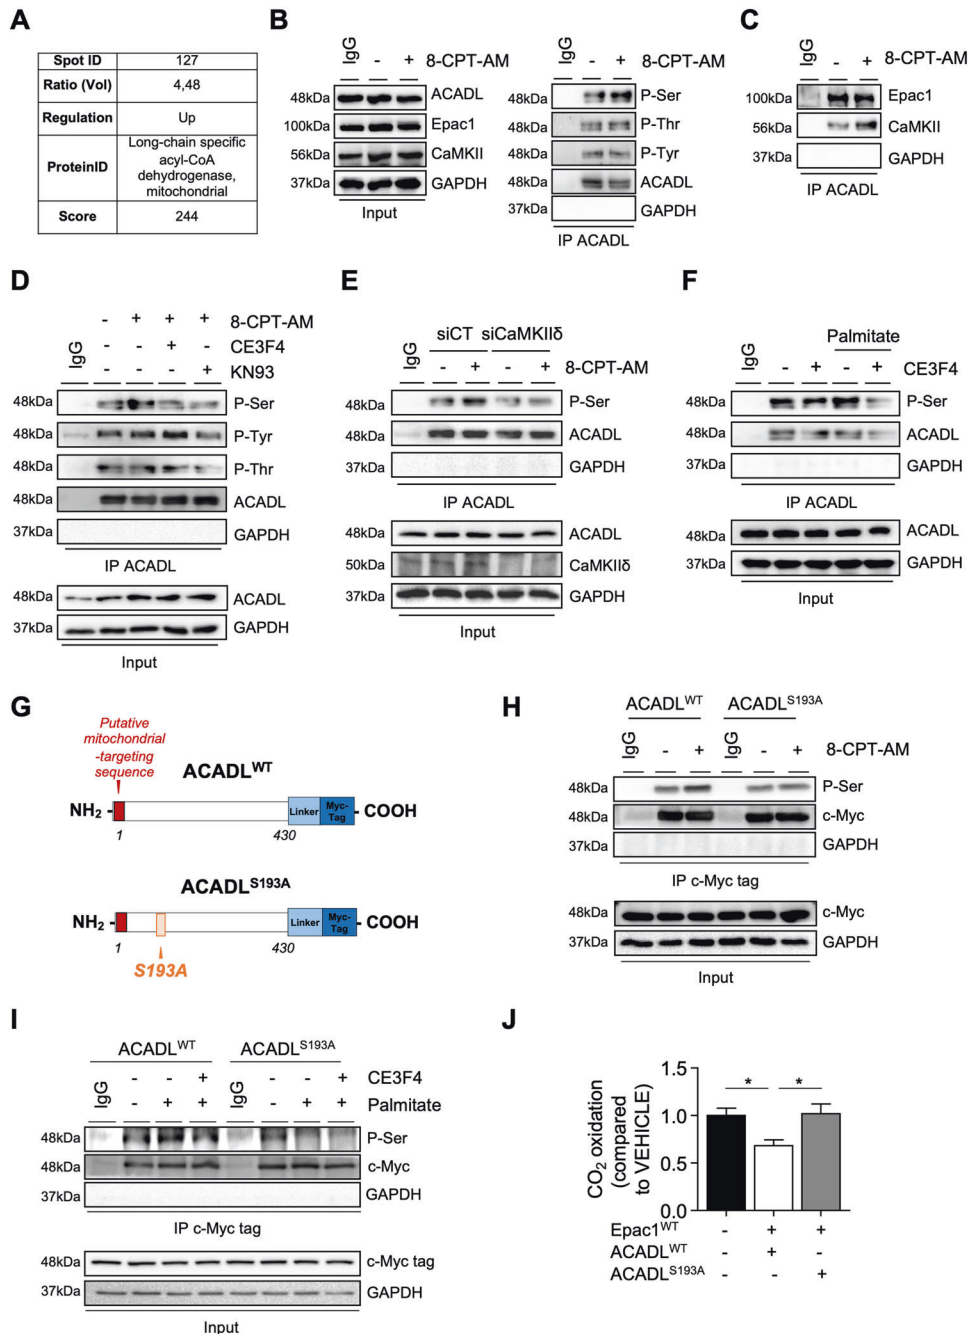 A
Spot ID 127
Ratio (Vol) 4,48
Regulation Up
ProteinID Long-chain specific
acyl-CoA
dehydrogenase,
mitochondrial
Score 244
B
IgG - + 8-CPT-AM
48kDa ACADL
100kDa Epac1
56kDa CaMKII
37kDa GAPDH
Input
IgG - + 8-CPT-AM
48kDa P-Ser
48kDa P-Thr
48kDa P-Tyr
48kDa ACADL
37kDa GAPDH
IP ACADL
C
IgG - + 8-CPT-AM
100kDa Epac1
56kDa CaMKII
37kDa GAPDH
IP ACADL
D
IgG
- + + + 8-CPT-AM
- - + - CE3F4
- - - + KN93
48kDa P-Ser
48kDa P-Tyr
48kDa P-Thr
48kDa ACADL
37kDa GAPDH
IP ACADL
48kDa ACADL
37kDa GAPDH
Input
E
siCT siCaMKIIδ
IgG - + - + 8-CPT-AM
48kDa P-Ser
48kDa ACADL
37kDa GAPDH
IP ACADL
48kDa ACADL
50kDa CaMKIIδ
37kDa GAPDH
Input
F
Palmitate
IgG - + - + CE3F4
48kDa P-Ser
48kDa ACADL
37kDa GAPDH
IP ACADL
48kDa ACADL
37kDa GAPDH
Input
G
Putative
mitochondrial
-targeting
sequence
ACADLWT
NH2 Linker Myc-Tag COOH
1 430
ACADLS193A
NH2 Linker Myc-Tag COOH
1 430
S193A
H
ACADLWT ACADLS193A
IgG - + IgG - + 8-CPT-AM
48kDa P-Ser
48kDa c-Myc
37kDa GAPDH
IP c-Myc tag
48kDa c-Myc
37kDa GAPDH
Input
I
ACADLWT ACADLS193A
IgG - - + IgG - - + CE3F4
- + + - + + Palmitate
48kDa P-Ser
48kDa c-Myc
37kDa GAPDH
IP c-Myc tag
48kDa c-Myc tag
37kDa GAPDH
Input
J
CO2 oxidation
(compared
to VEHICLE)
1.5
1.0
0.5
0.0
* *
Epac1WT - + +
ACADLWT - + -
ACADLS193A - - +